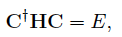 C†HC = E,